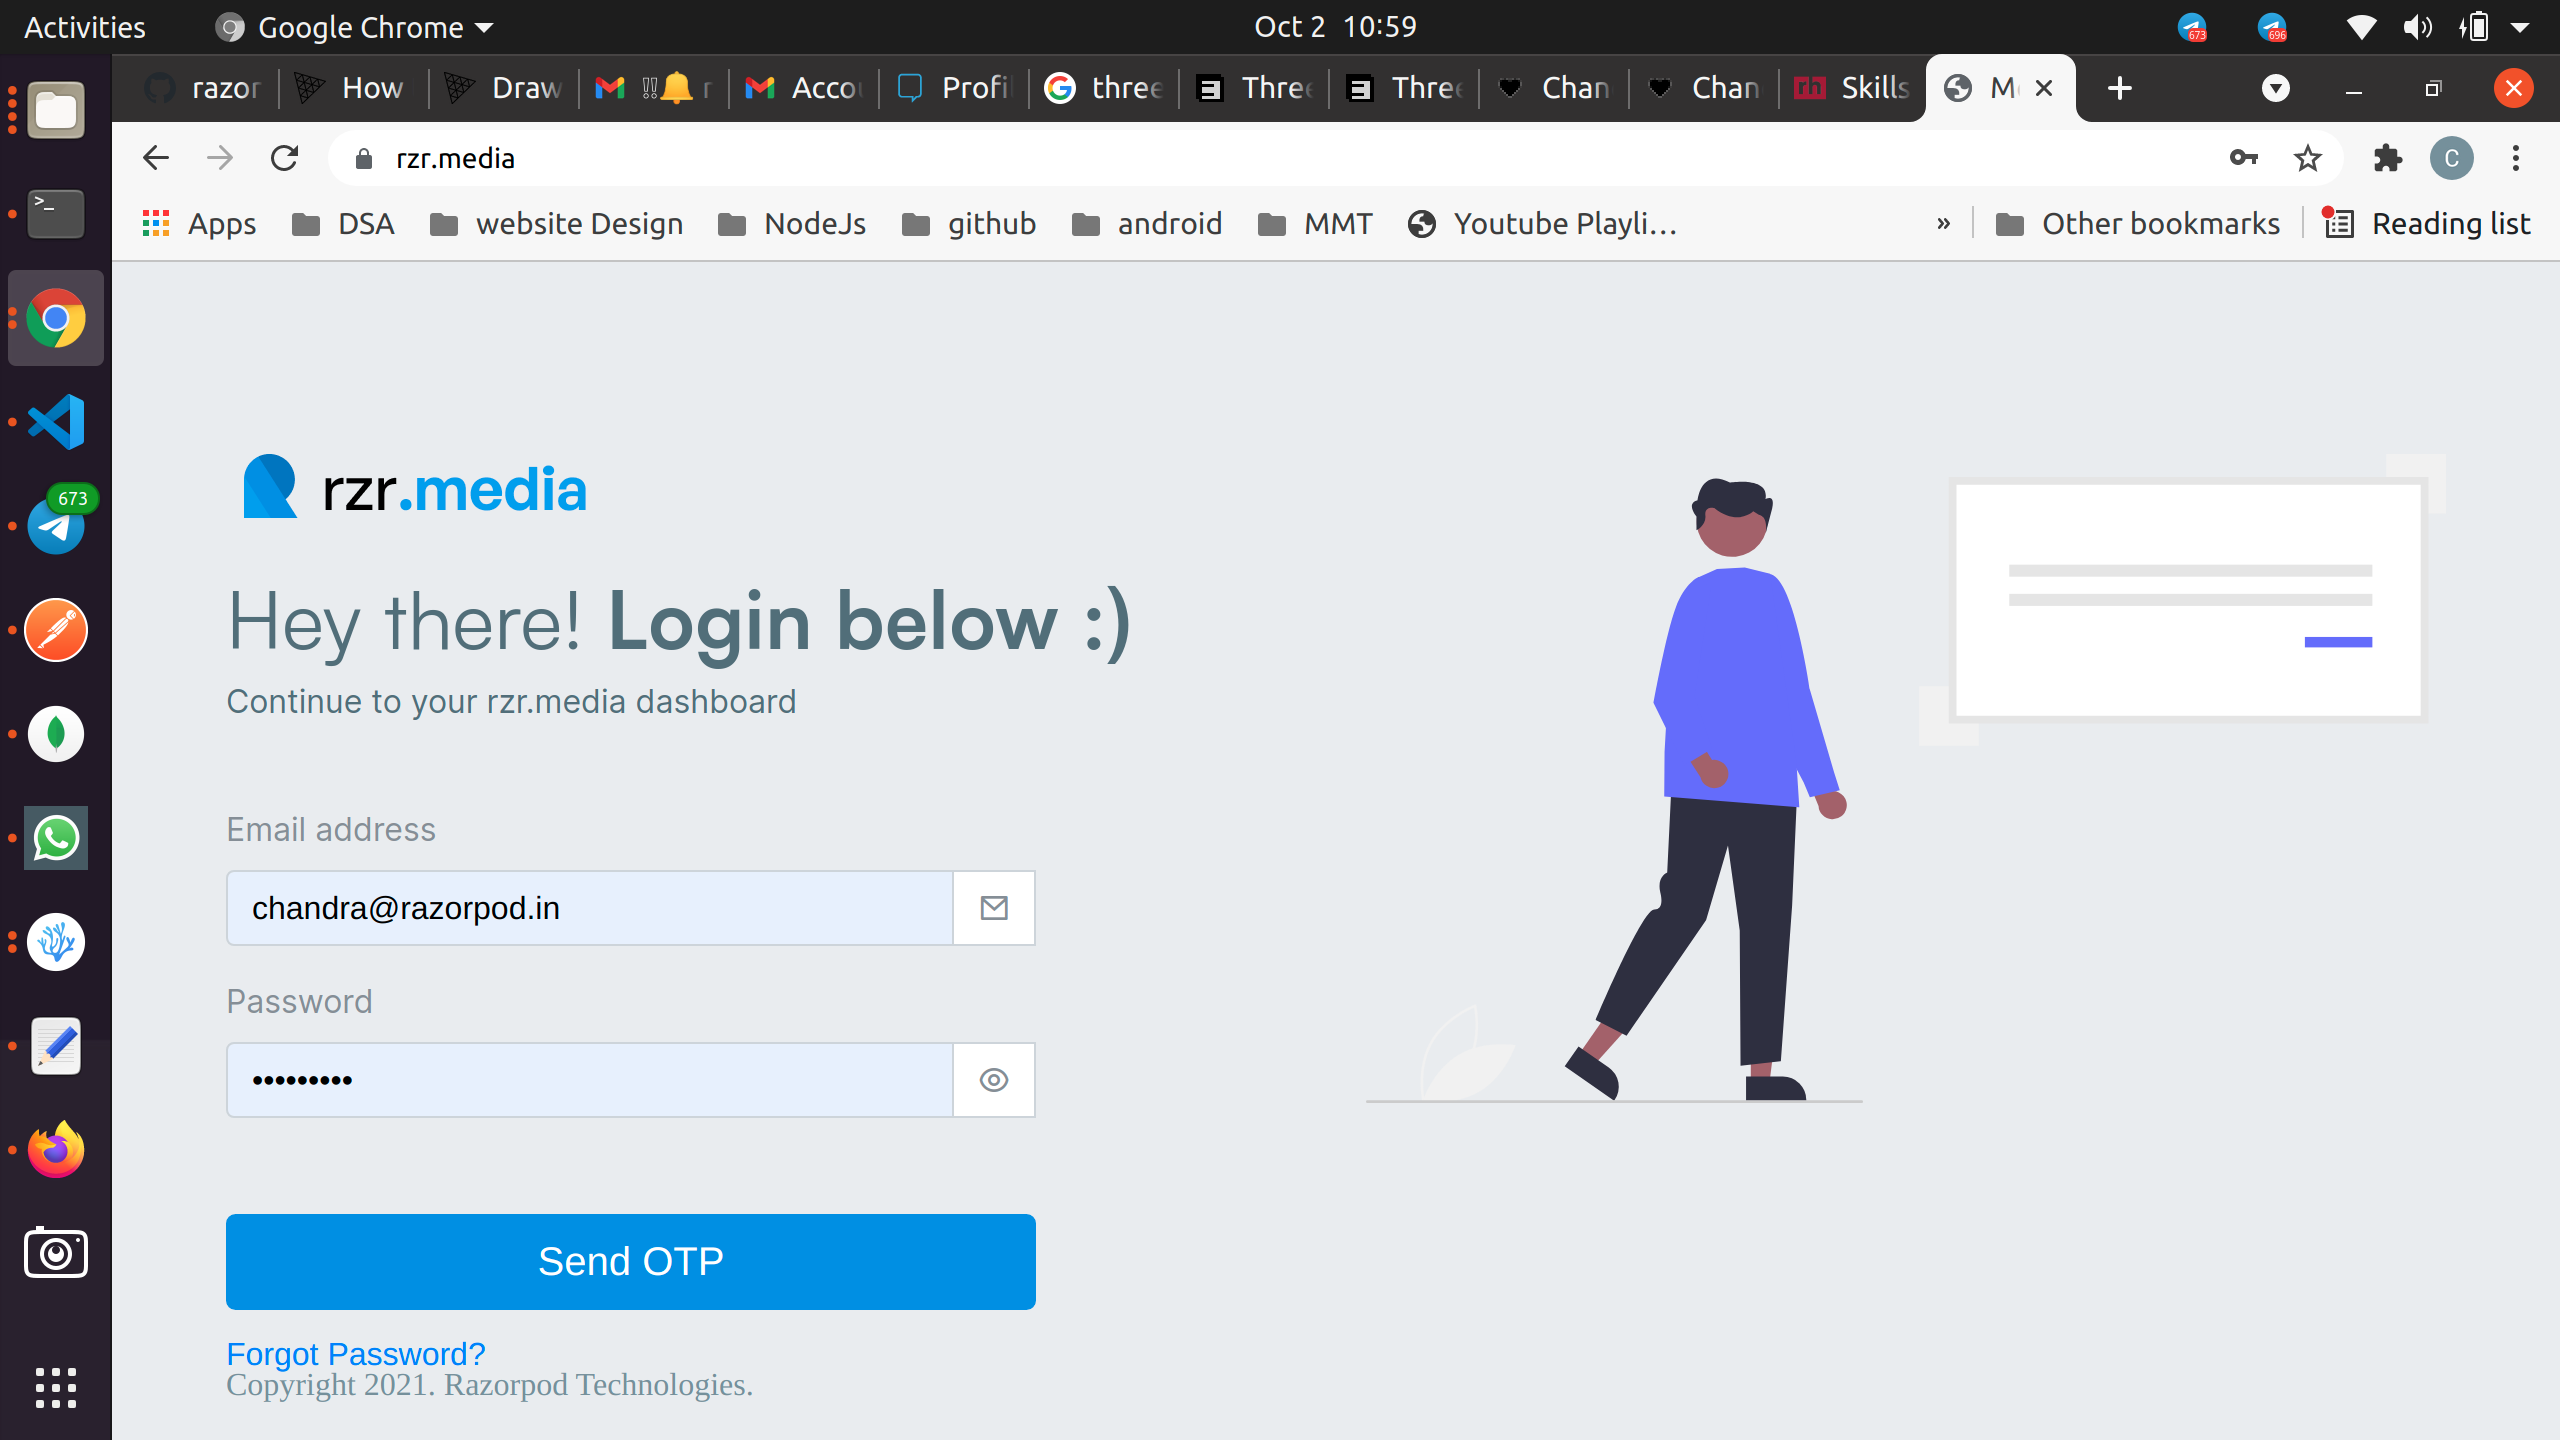 Activities Google Chrome Oct 2 10:59 673 696
razor How Draw Acco Profil three Three Three Chan Chan Skills
rzr.media C
Apps DSA website Design NodeJs github android MMT Youtube Playli... » Other bookmarks Reading list
673
rzr.media
Hey there! Login below :)
Continue to your rzr.media dashboard
Email address
chandra@razorpod.in
Password
•••••••••
Send OTP
Forgot Password?
Copyright 2021. Razorpod Technologies.